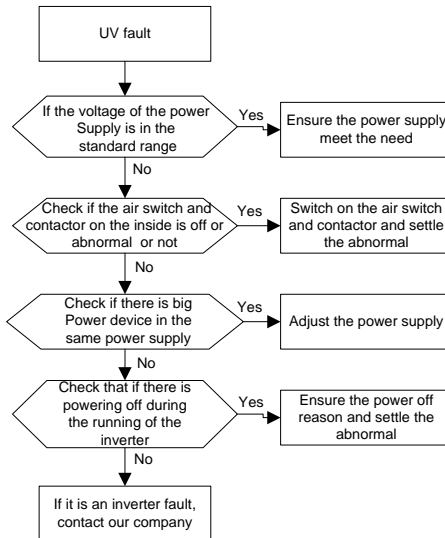 UV fault
If the voltage of the power
Supply is in the
standard range
Yes
Ensure the power supply
meet the need
No
Check if the air switch and
contactor on the inside is off or
abnormal or not
Yes
Switch on the air switch
and contactor and settle
the abnormal
No
Check if there is big
Power device in the
same power supply
Yes
Adjust the power supply
No
Check that if there is
powering off during
the running of the
inverter
Yes
Ensure the power off
reason and settle the
abnormal
No
If it is an inverter fault,
contact our company